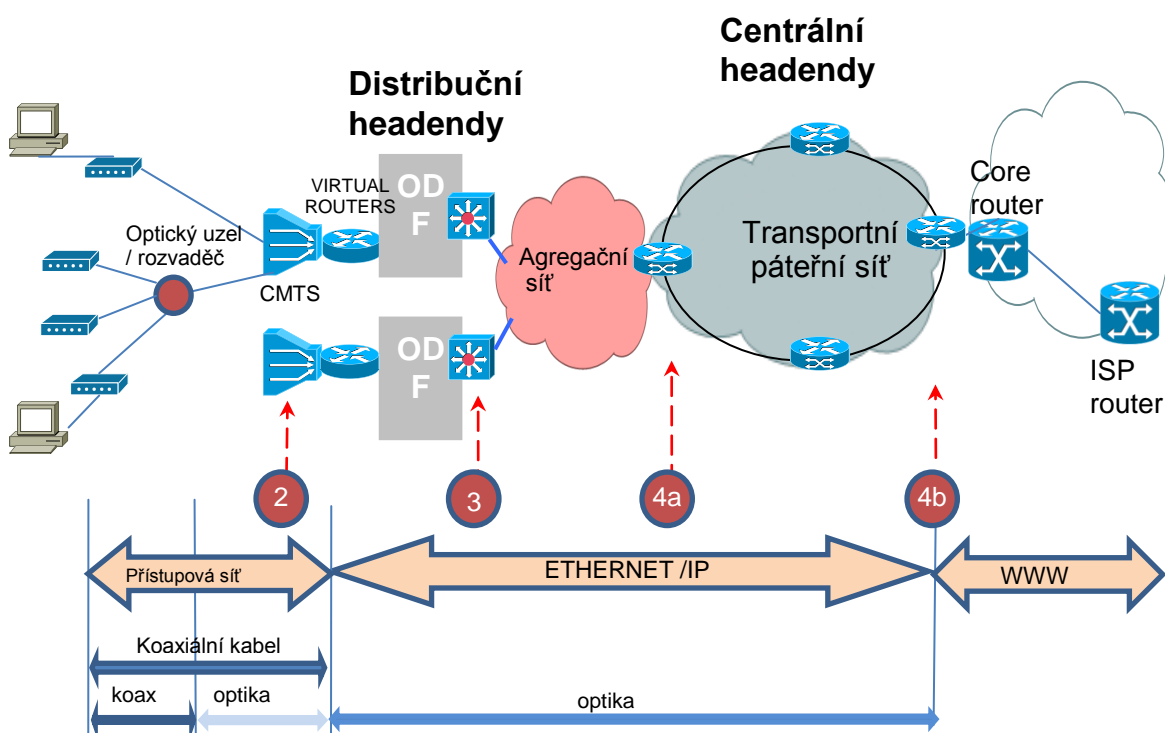 Centrální
headendy
Distribuční
headendy
VIRTUAL
ROUTERS
OD
F
Core
router
Optický uzel
/ rozvaděč
Transportní
páteřní síť
Agregační
síť
CMTS
OD
F
ISP
router
2
3
4a
4b
Přístupová síť
ETHERNET /IP
WWW
Koaxiální kabel
koax
optika
optika